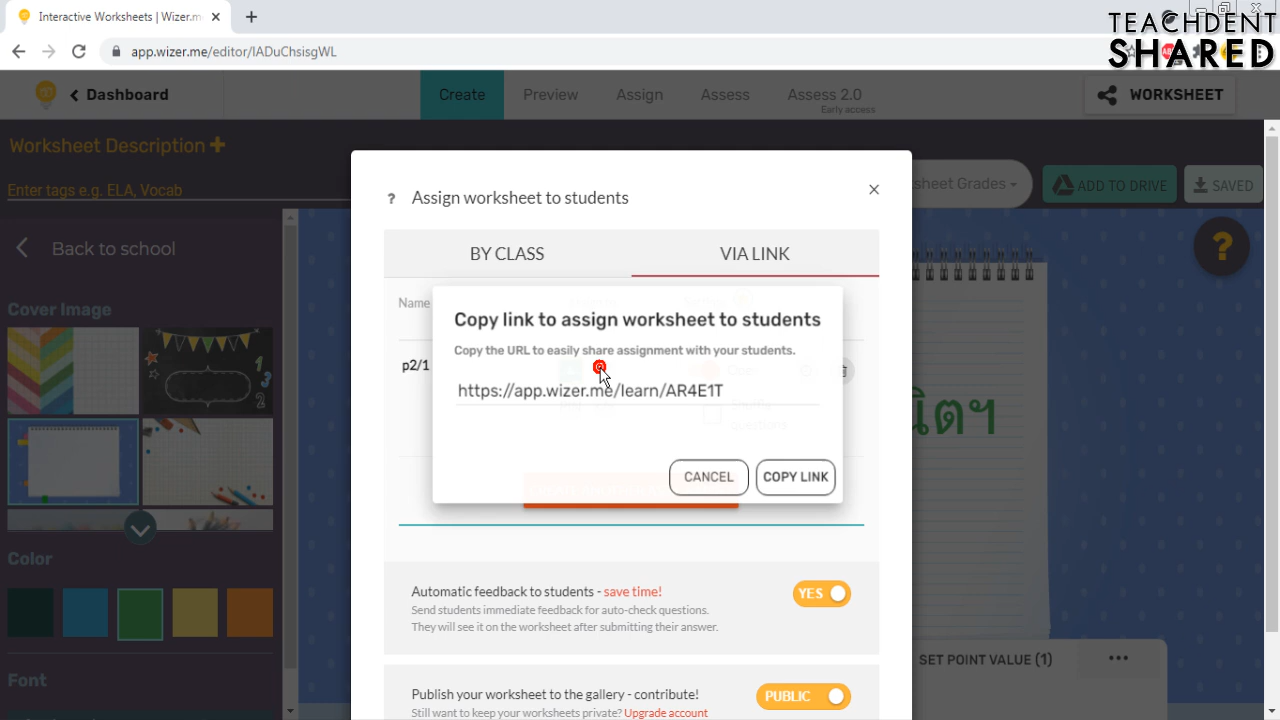 Interactive Worksheets | Wizer.m
TEACHDENT
SHARED
app.wizer.me/editor/IADuChsisgWL
Dashboard
Create
Preview
Assign
Assess
Assess 2.0
Early access
WORKSHEET
Worksheet Description +
Enter tags e.g. ELA, Vocab
sheet Grades
ADD TO DRIVE
SAVED
? Assign worksheet to students
BY CLASS
VIA LINK
Back to school
?
Cover Image
1
2
3
Name
Copy link to assign worksheet to students
Copy the URL to easily share assignment with your students.
p2/1
https://app.wizer.me/learn/AR4E1T
Shuffle
questions
CANCEL
COPY LINK
Color
Automatic feedback to students - save time!
Send students immediate feedback for auto-check questions.
They will see it on the worksheet after submitting their answer.
YES
SET POINT VALUE (1)
Font
Publish your worksheet to the gallery - contribute!
Still want to keep your worksheets private? Upgrade account
PUBLIC